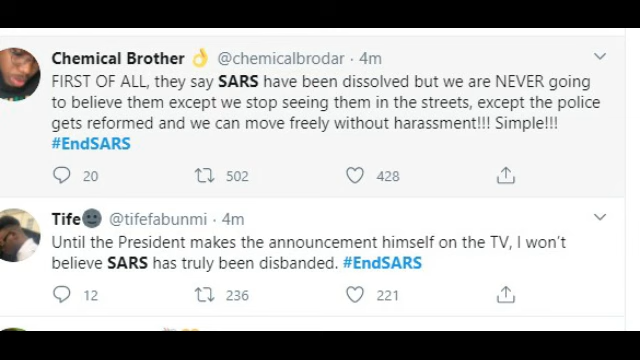 Chemical Brother 👌 @chemicalbrodar · 4m
FIRST OF ALL, they say SARS have been dissolved but we are NEVER going
to believe them except we stop seeing them in the streets, except the police
gets reformed and we can move freely without harassment!!! Simple!!!
#EndSARS
20 502 428
Tife🌚 @tifefabunmi · 4m
Until the President makes the announcement himself on the TV, I won't
believe SARS has truly been disbanded. #EndSARS
12 236 221